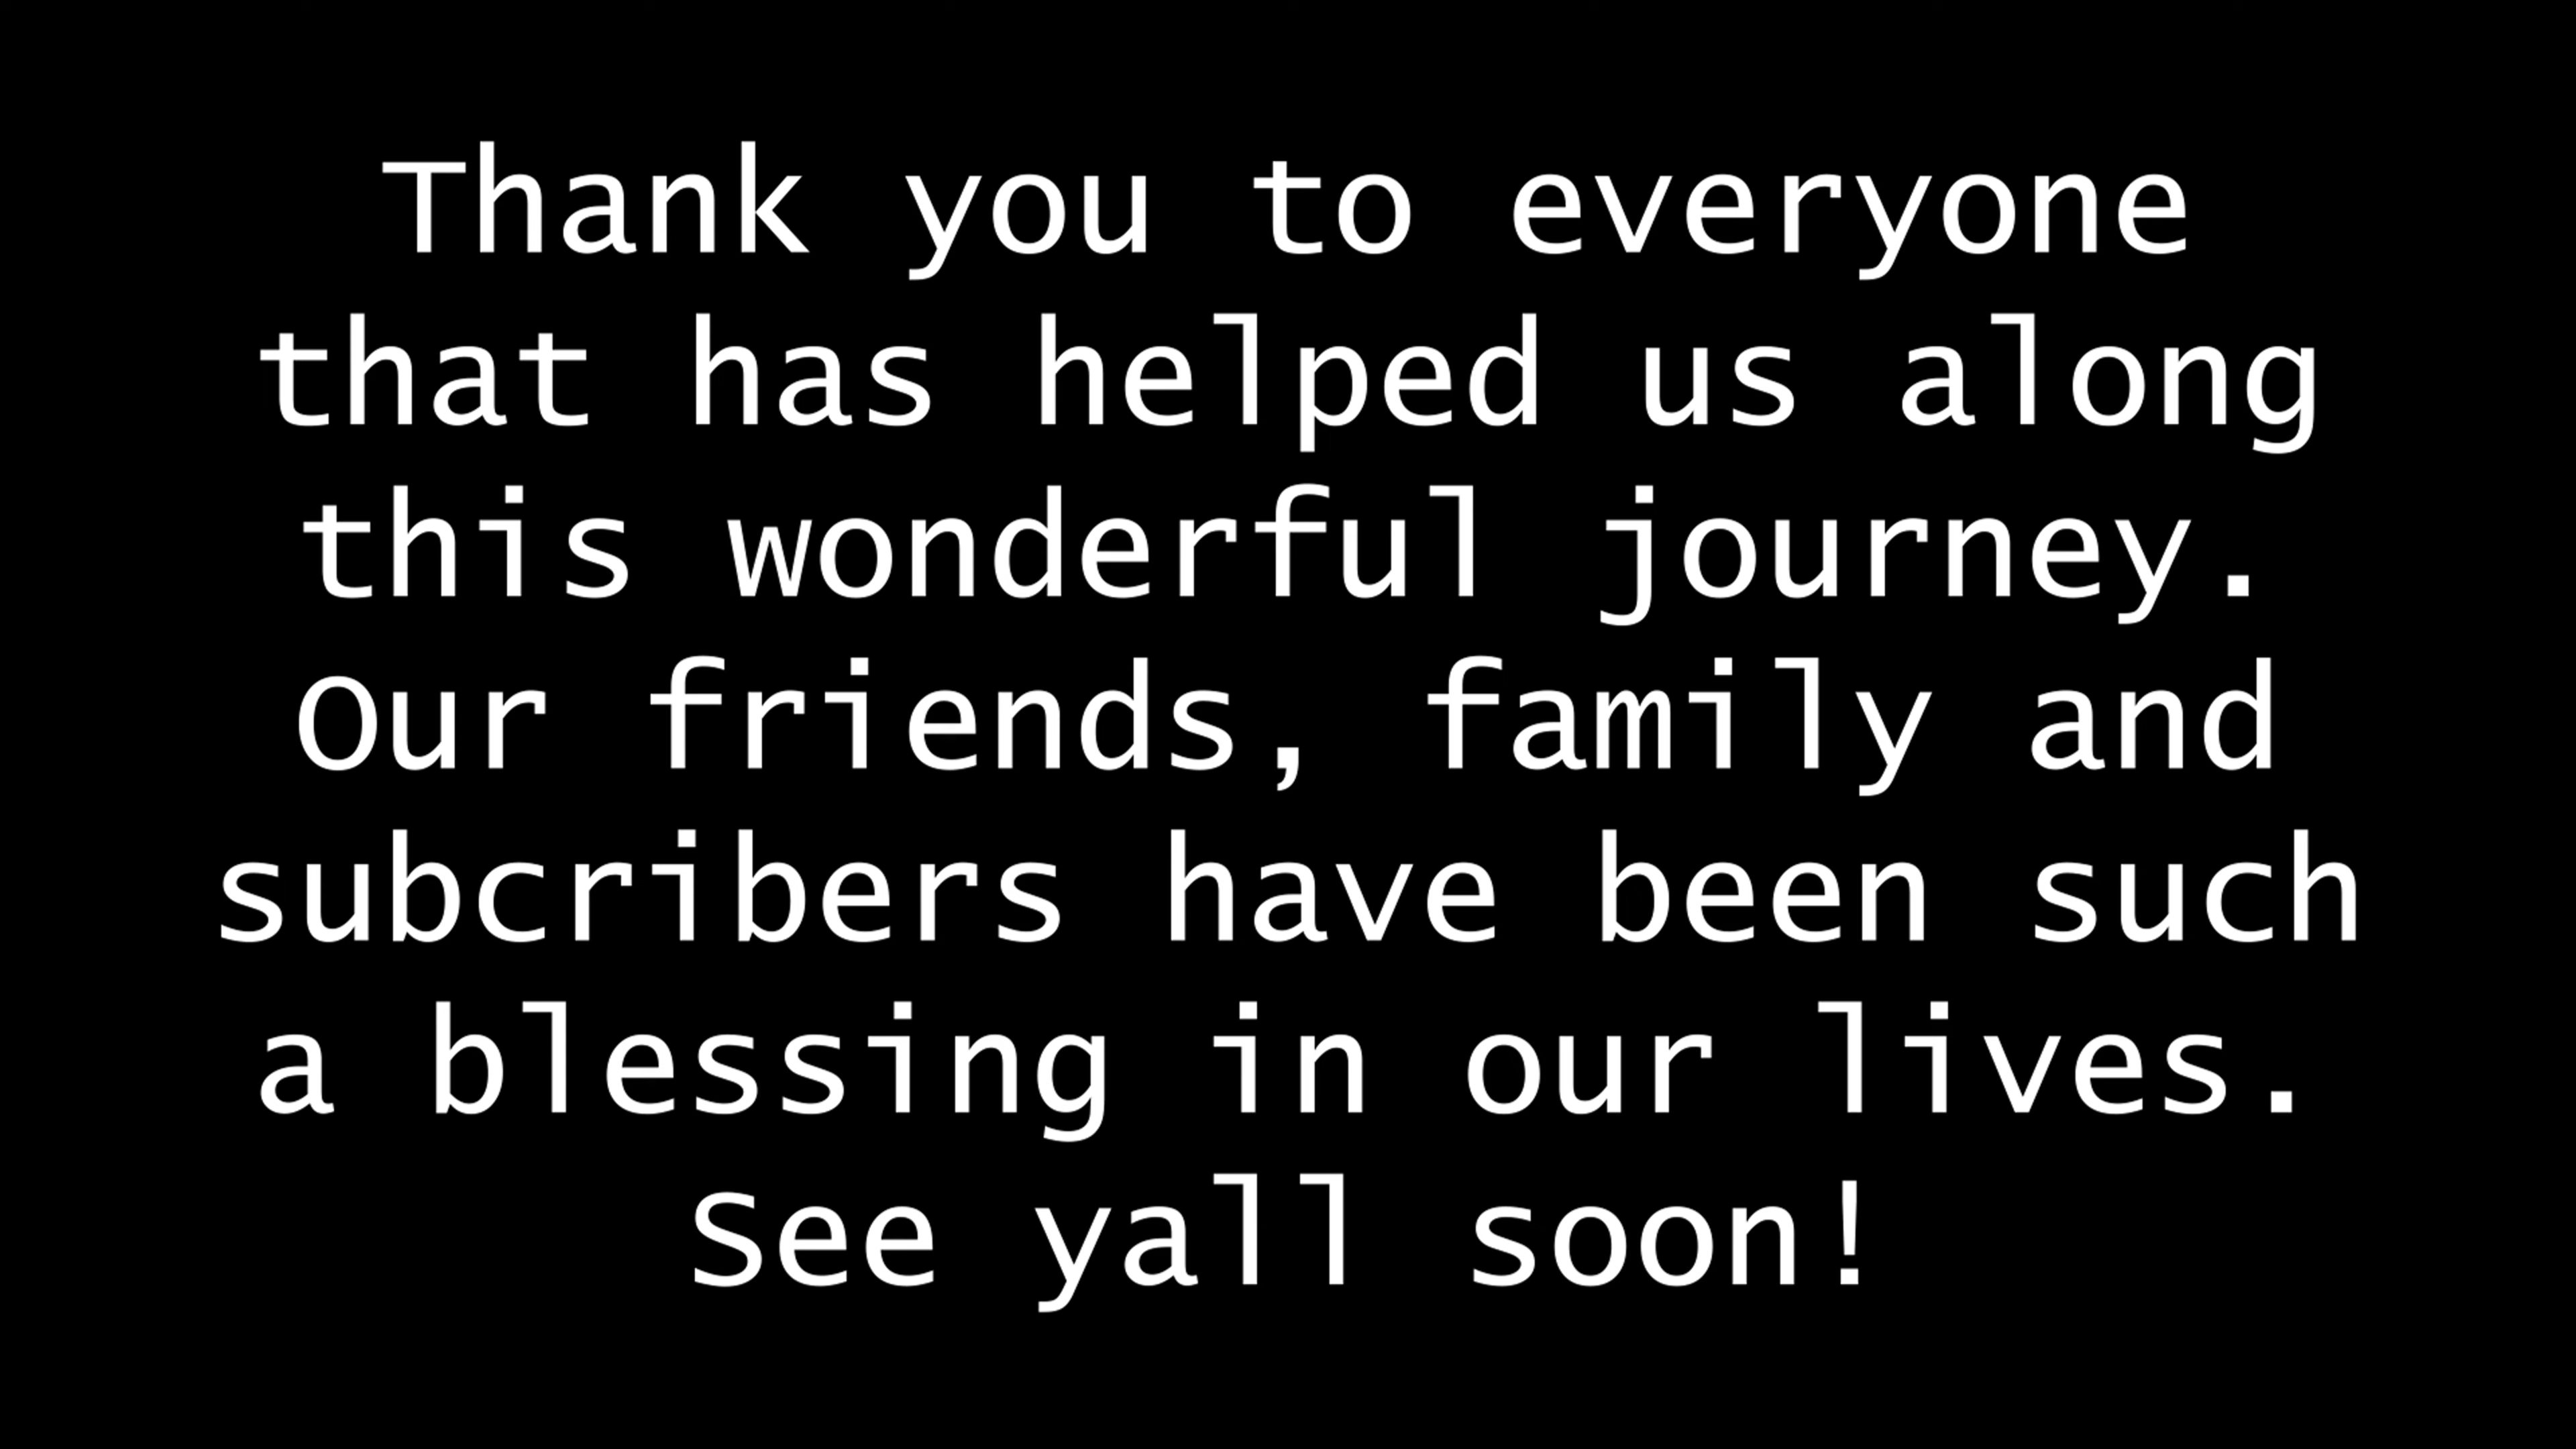 Thank you to everyone
that has helped us along
this wonderful journey.
Our friends, family and
subcribers have been such
a blessing in our lives.
See yall soon!